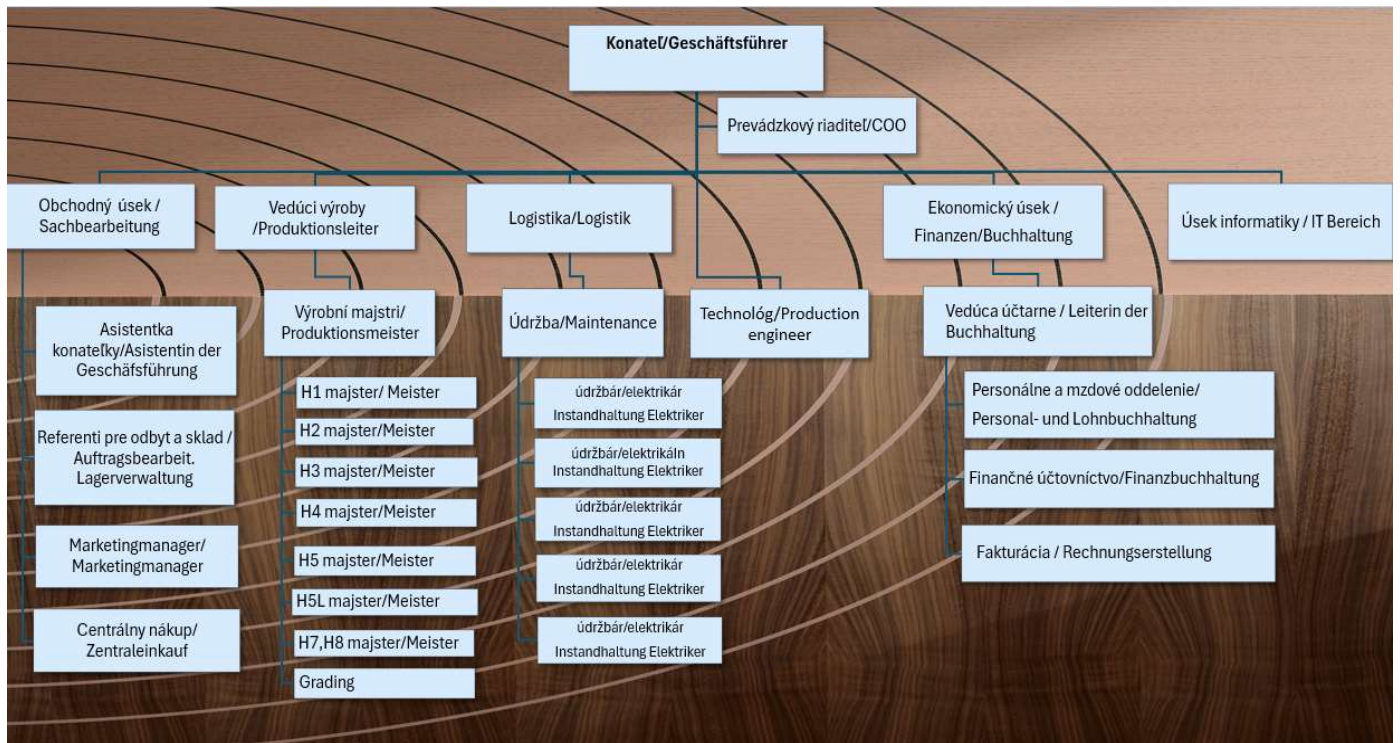 Konateľ/Geschäftsführer
Prevádzkový riaditeľ/COO
Obchodný úsek /
Sachbearbeitung
Vedúci výroby
/Produktionsleiter
Logistika/Logistik
Ekonomický úsek /
Finanzen/Buchhaltung
Úsek informatiky / IT Bereich
Asistentka
konateľky/Asistentin der
Geschäfsführung
Referenti pre odbyt a sklad /
Auftragsbearbeit.
Lagerverwaltung
Marketingmanager/
Marketingmanager
Centrálny nákup/
Zentraleinkauf
Výrobní majstri/
Produktionsmeister
H1 majster/ Meister
H2 majster/Meister
H3 majster/Meister
H4 majster/Meister
H5 majster/Meister
H5L majster/Meister
H7,H8 majster/Meister
Grading
Údržba/Maintenance
údržbár/elektrikár
Instandhaltung Elektriker
údržbár/elektrikáIn
Instandhaltung Elektriker
údržbár/elektrikár
Instandhaltung Elektriker
údržbár/elektrikár
Instandhaltung Elektriker
údržbár/elektrikár
Instandhaltung Elektriker
Technológ/Production
engineer
Vedúca účtarne / Leiterin der
Buchhaltung
Personálne a mzdové oddelenie/
Personal- und Lohnbuchhaltung
Finančné účtovníctvo/Finanzbuchhaltung
Fakturácia / Rechnungserstellung